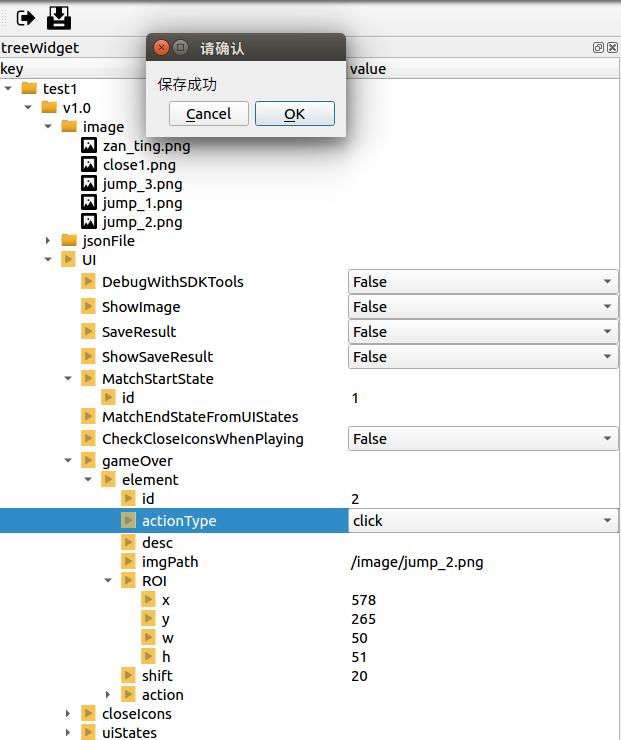 treeWidget
请确认
key
value
保存成功
Cancel
OK
test1
v1.0
image
zan_ting.png
close1.png
jump_3.png
jump_1.png
jump_2.png
jsonFile
UI
DebugWithSDKTools False
ShowImage False
SaveResult False
ShowSaveResult False
MatchStartState
id 1
MatchEndStateFromUIStates
CheckCloseIconsWhenPlaying False
gameOver
element
id 2
actionType click
desc
imgPath /image/jump_2.png
ROI
x 578
y 265
w 50
h 51
shift 20
action
closeIcons
uiStates